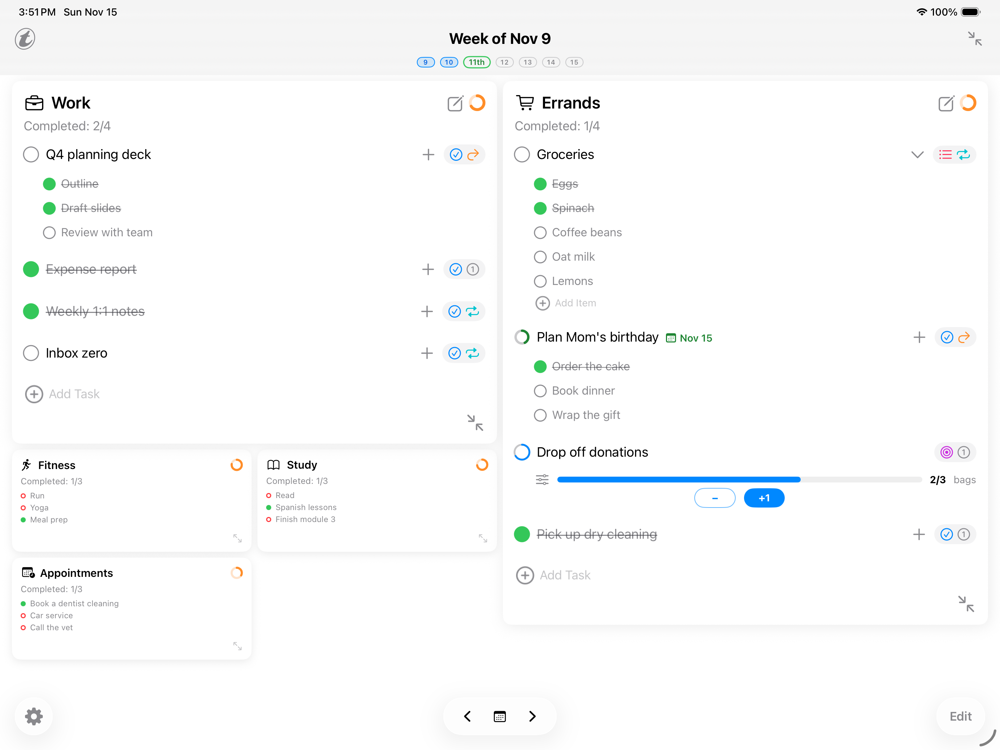 3:51 PM Sun Nov 15
100%
t
Week of Nov 9
9 10 11th 12 13 14 15
Work
Completed: 2/4
Q4 planning deck
Outline
Draft slides
Review with team
Expense report
1
Weekly 1:1 notes
Inbox zero
Add Task
Errands
Completed: 1/4
Groceries
Eggs
Spinach
Coffee beans
Oat milk
Lemons
Add Item
Plan Mom's birthday Nov 15
Order the cake
Book dinner
Wrap the gift
Drop off donations
1
2/3 bags
- +1
Pick up dry cleaning
1
Add Task
Fitness
Completed: 1/3
Run
Yoga
Meal prep
Study
Completed: 1/3
Read
Spanish lessons
Finish module 3
Appointments
Completed: 1/3
Book a dentist cleaning
Car service
Call the vet
Edit